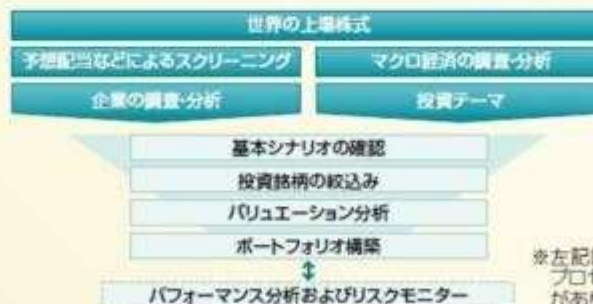 世界の上場株式
予想配当などによるスクリーニング
マクロ経済の調査・分析
企業の調査・分析
投資テーマ
基本シナリオの確認
投資銘柄の絞込み
バリュエーション分析
ポートフォリオ構築
パフォーマンス分析およびリスクモニター
※左記
プロセ
があ